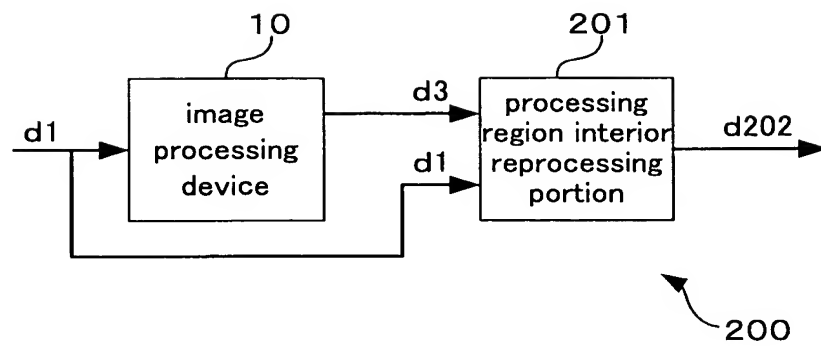 10
201
d1
image
processing
device
d3
d1
processing
region interior
reprocessing
portion
d202
200